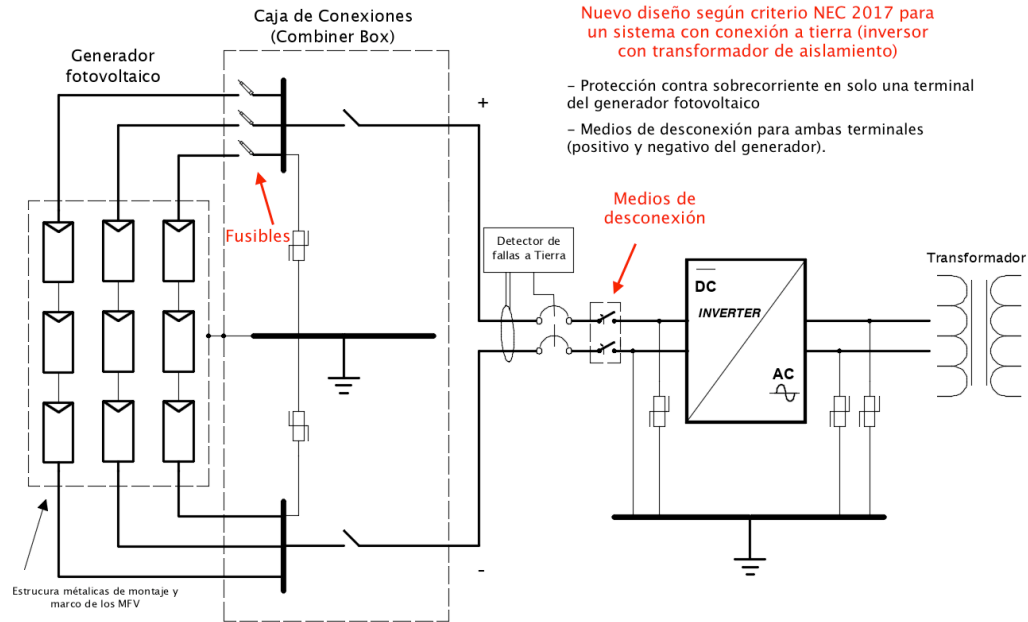 Caja de Conexiones
(Combiner Box)
Nuevo diseño según criterio NEC 2017 para
un sistema con conexión a tierra (inversor
con transformador de aislamiento)
Generador
fotovoltaico
– Protección contra sobrecorriente en solo una terminal
del generador fotovoltaico
– Medios de desconexión para ambas terminales
(positivo y negativo del generador).
+
Fusibles
Medios de
desconexión
Detector de
fallas a Tierra
Transformador
DC
INVERTER
AC
-
Estrucura métalicas de montaje y
marco de los MFV